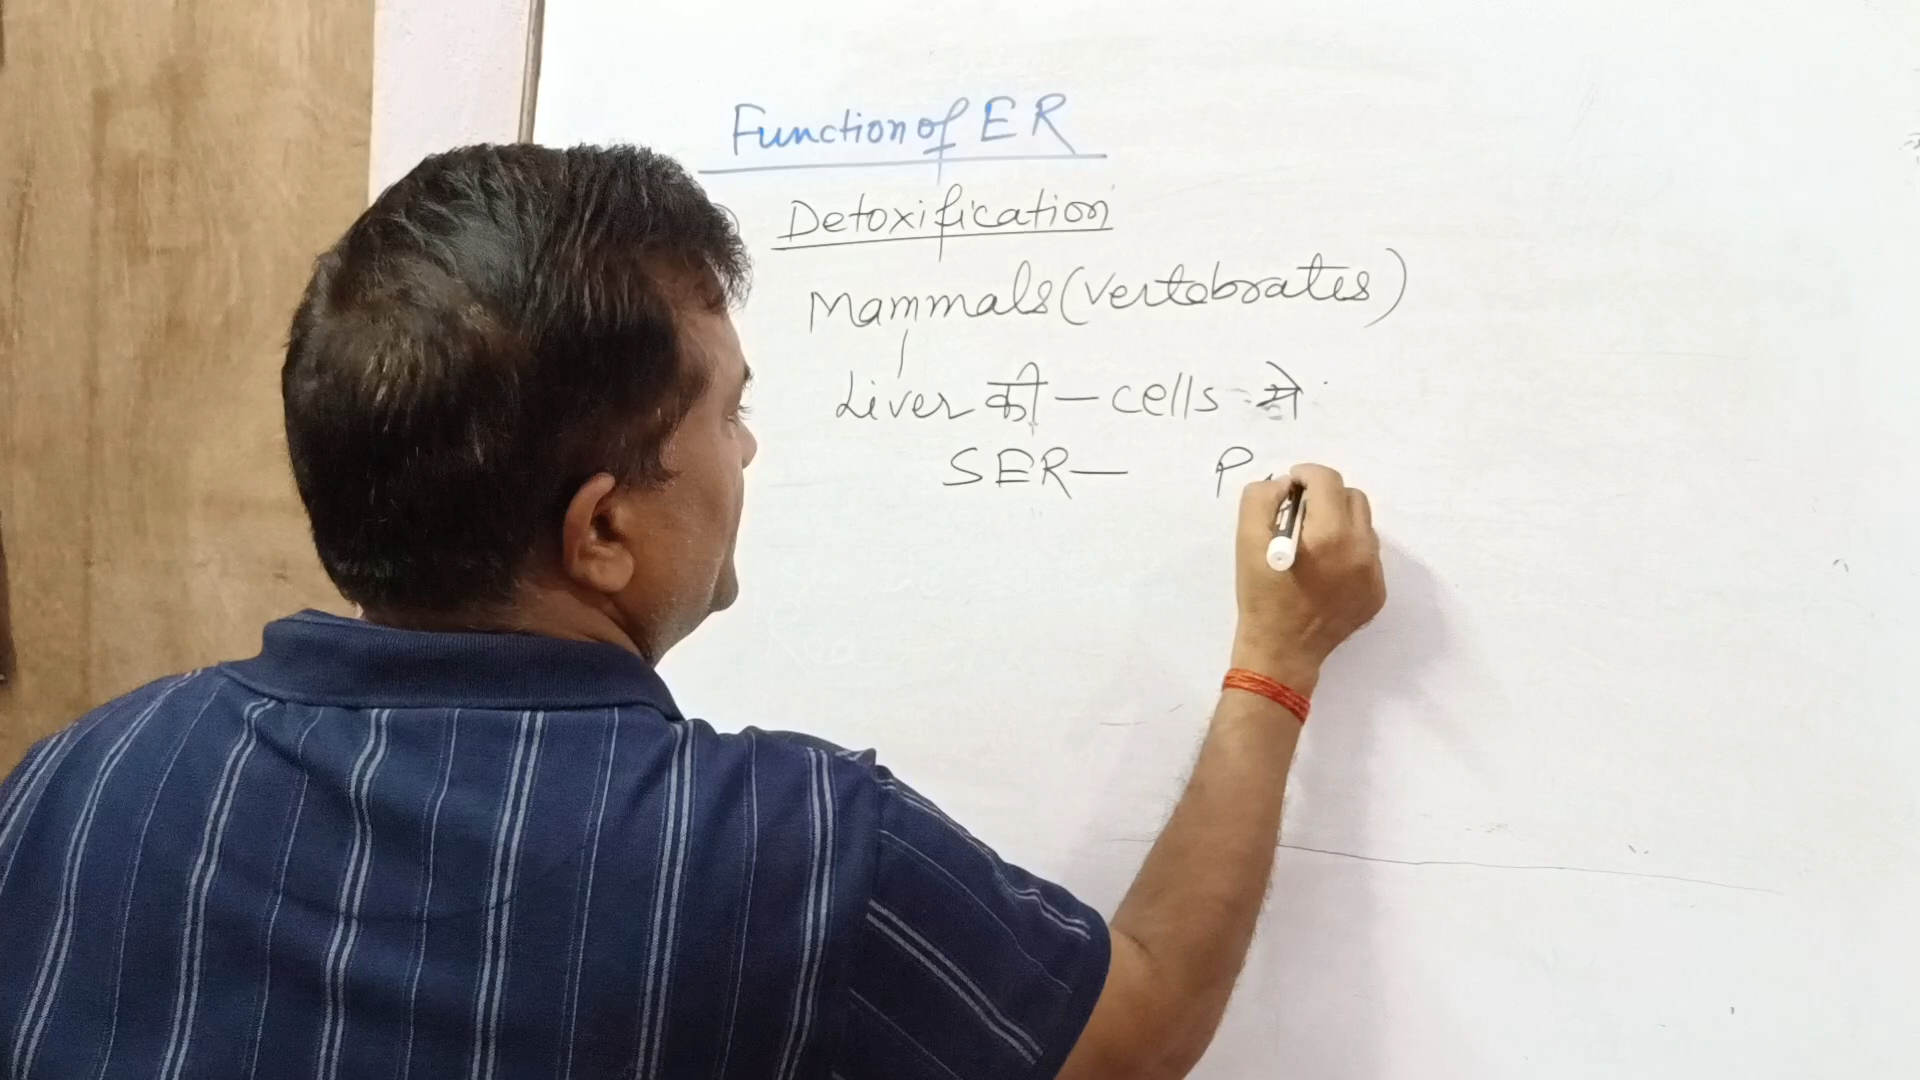 Function of ER
Detoxification
Mammals (Vertebrates)
Liver की - cells मे
SER - P